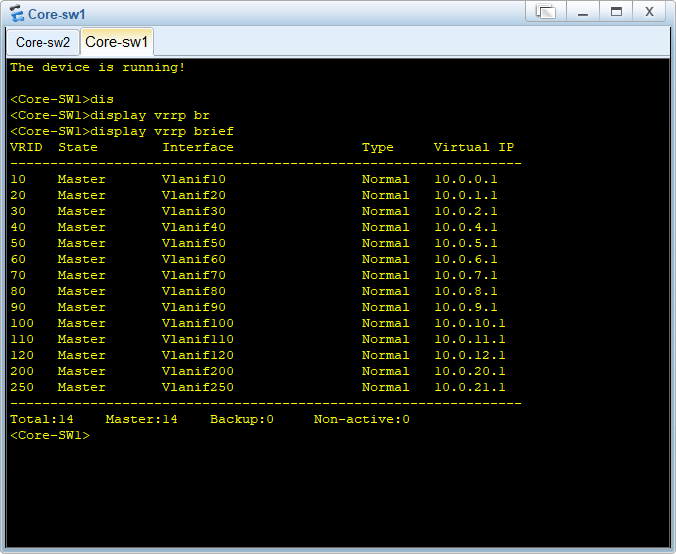 Core-sw1
Core-sw2 Core-sw1
The device is running!
<Core-SW1>dis
<Core-SW1>display vrrp br
<Core-SW1>display vrrp brief
VRID State Interface Type Virtual IP
----------------------------------------------------------------
10 Master Vlanif10 Normal 10.0.0.1
20 Master Vlanif20 Normal 10.0.1.1
30 Master Vlanif30 Normal 10.0.2.1
40 Master Vlanif40 Normal 10.0.4.1
50 Master Vlanif50 Normal 10.0.5.1
60 Master Vlanif60 Normal 10.0.6.1
70 Master Vlanif70 Normal 10.0.7.1
80 Master Vlanif80 Normal 10.0.8.1
90 Master Vlanif90 Normal 10.0.9.1
100 Master Vlanif100 Normal 10.0.10.1
110 Master Vlanif110 Normal 10.0.11.1
120 Master Vlanif120 Normal 10.0.12.1
200 Master Vlanif200 Normal 10.0.20.1
250 Master Vlanif250 Normal 10.0.21.1
----------------------------------------------------------------
Total:14 Master:14 Backup:0 Non-active:0
<Core-SW1>